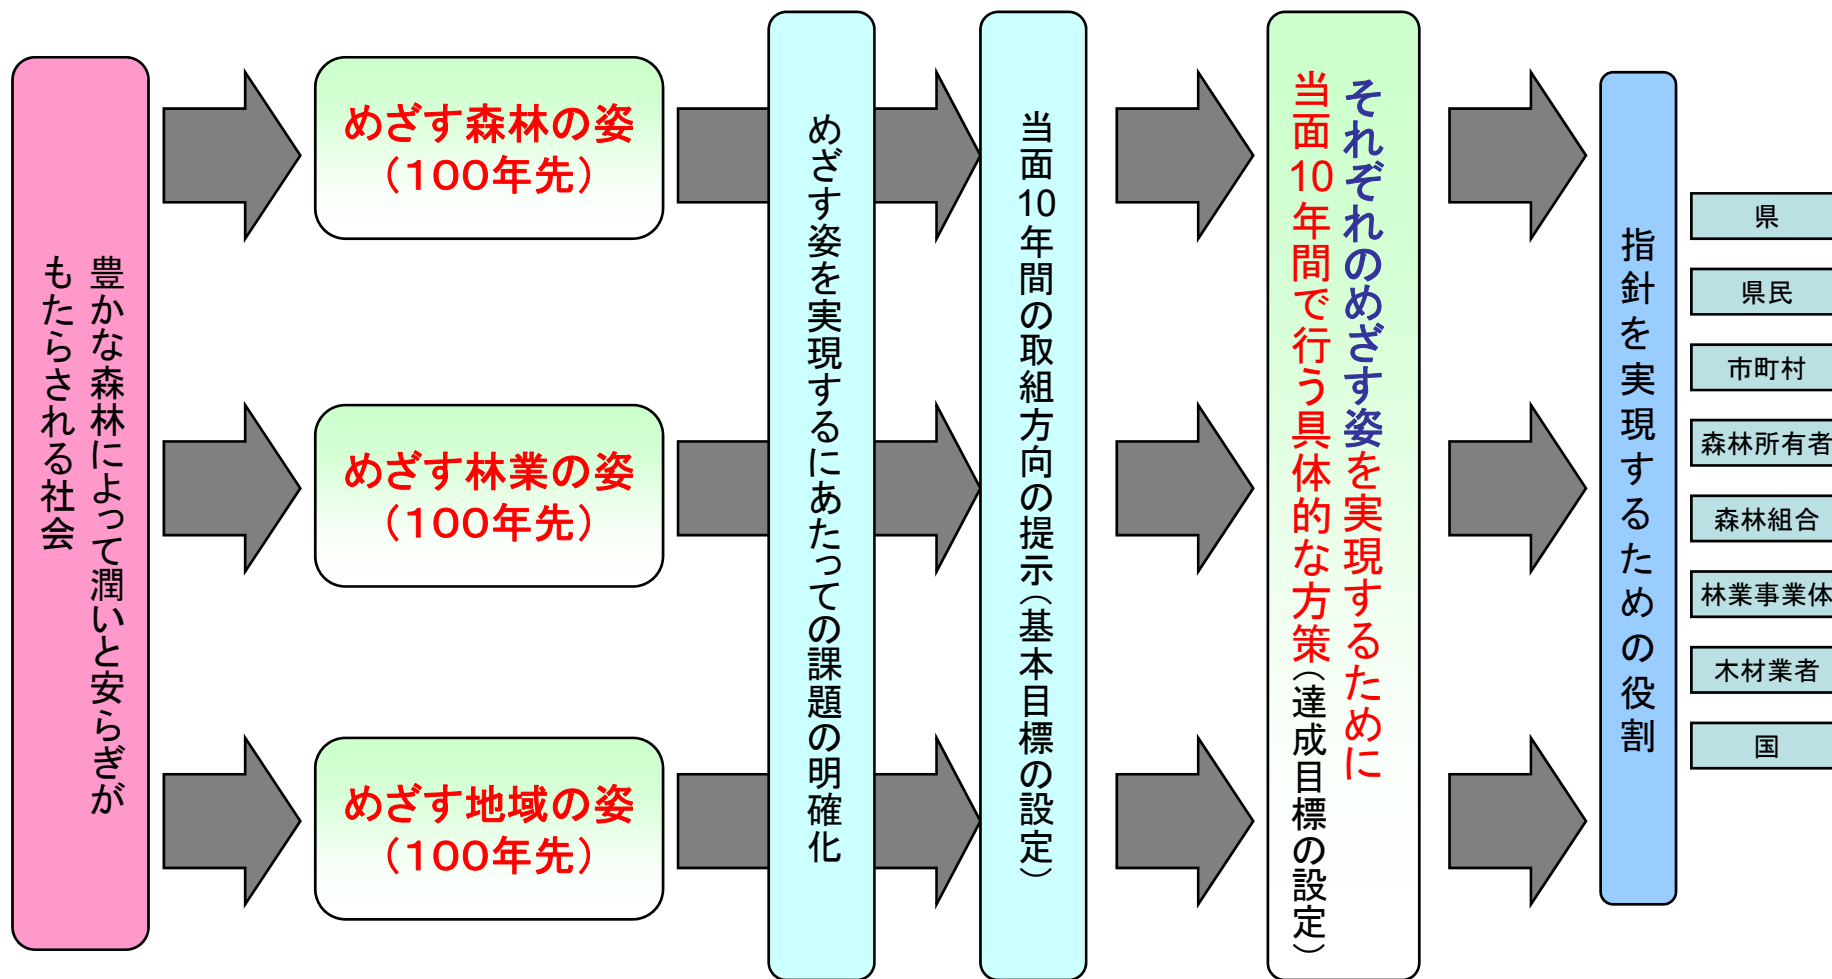 豊かな森林によって潤いと安らぎが
もたらされる社会
めざす森林の姿
（100年先）
めざす林業の姿
（100年先）
めざす地域の姿
（100年先）
めざす姿を実現するにあたっての課題の明確化
当面10年間の取組方向の提示（基本目標の設定）
それぞれのめざす姿を実現するために
当面10年間で行う具体的な方策（達成目標の設定）
指針を実現するための役割
県
県民
市町村
森林所有者
森林組合
林業事業体
木材業者
国